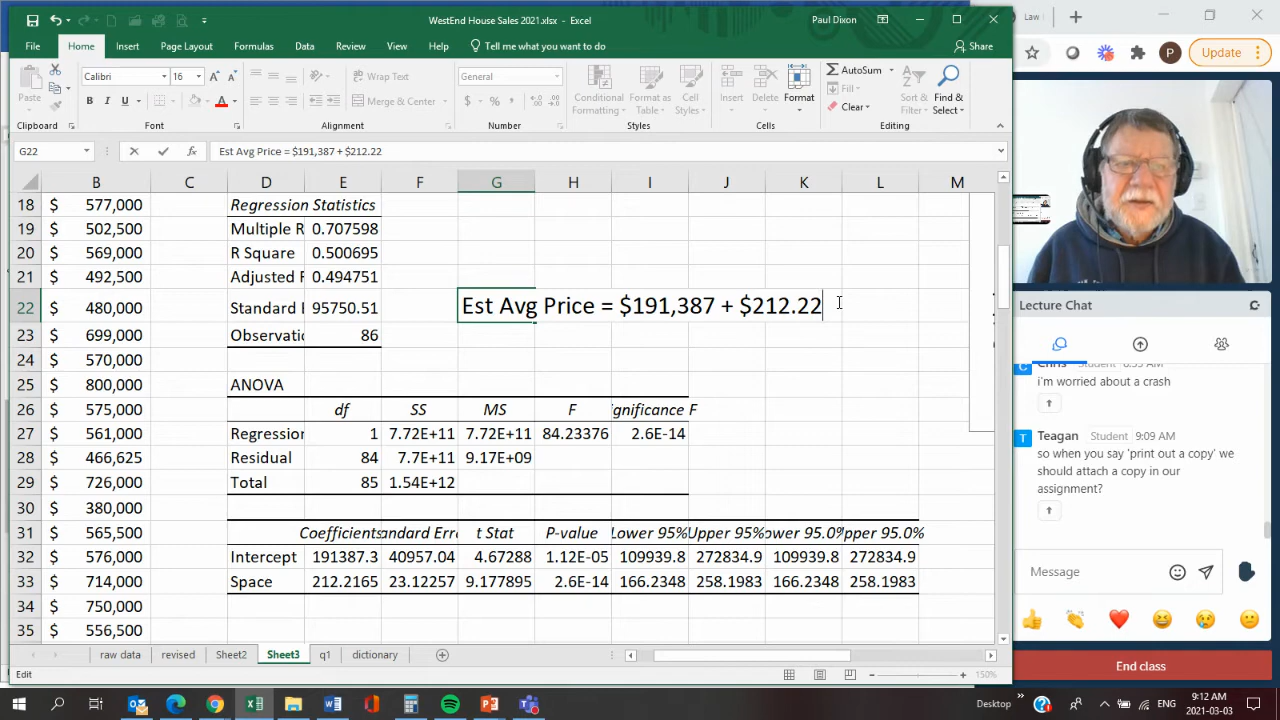 WestEnd House Sales 2021.xlsx - Excel
Paul Dixon
Law
File Home Insert Page Layout Formulas Data Review View Help Tell me what you want to do Share
Update
P
Paste
Calibri 16
B I U
Wrap Text
Merge & Center
General
Conditional Formatting
Format as Table
Cell Styles
Insert Delete Format
AutoSum
Fill
Clear
Sort & Filter
Find & Select
Clipboard Font Alignment Number Styles Cells Editing
G22 fx Est Avg Price = $191,387 + $212.22
B C D E F G H I J K L M
18 $ 577,000 Regression Statistics
19 $ 502,500 Multiple R 0.707598
20 $ 569,000 R Square 0.500695
21 $ 492,500 Adjusted 0.494751
22 $ 480,000 Standard 95750.51 Est Avg Price = $191,387 + $212.22
23 $ 699,000 Observatio 86
24 $ 570,000
25 $ 800,000 ANOVA
26 $ 575,000 df SS MS F gnificance F
27 $ 561,000 Regression 1 7.72E+11 7.72E+11 84.23376 2.6E-14
28 $ 466,625 Residual 84 7.7E+11 9.17E+09
29 $ 726,000 Total 85 1.54E+12
30 $ 380,000
31 $ 565,500 Coefficients andard Erro t Stat P-value Lower 95% Upper 95% ower 95.0% pper 95.0%
32 $ 576,000 Intercept 191387.3 40957.04 4.67288 1.12E-05 109939.8 272834.9 109939.8 272834.9
33 $ 714,000 Space 212.2165 23.12257 9.177895 2.6E-14 166.2348 258.1983 166.2348 258.1983
34 $ 750,000
35 $ 556,500
raw data revised Sheet2 Sheet3 q1 dictionary
Edit
150%
Lecture Chat
C Chris Student 8:55 AM
i'm worried about a crash
T Teagan Student 9:09 AM
so when you say 'print out a copy' we
should attach a copy in our
assignment?
Message
End class
Desktop
ENG
9:12 AM
2021-03-03